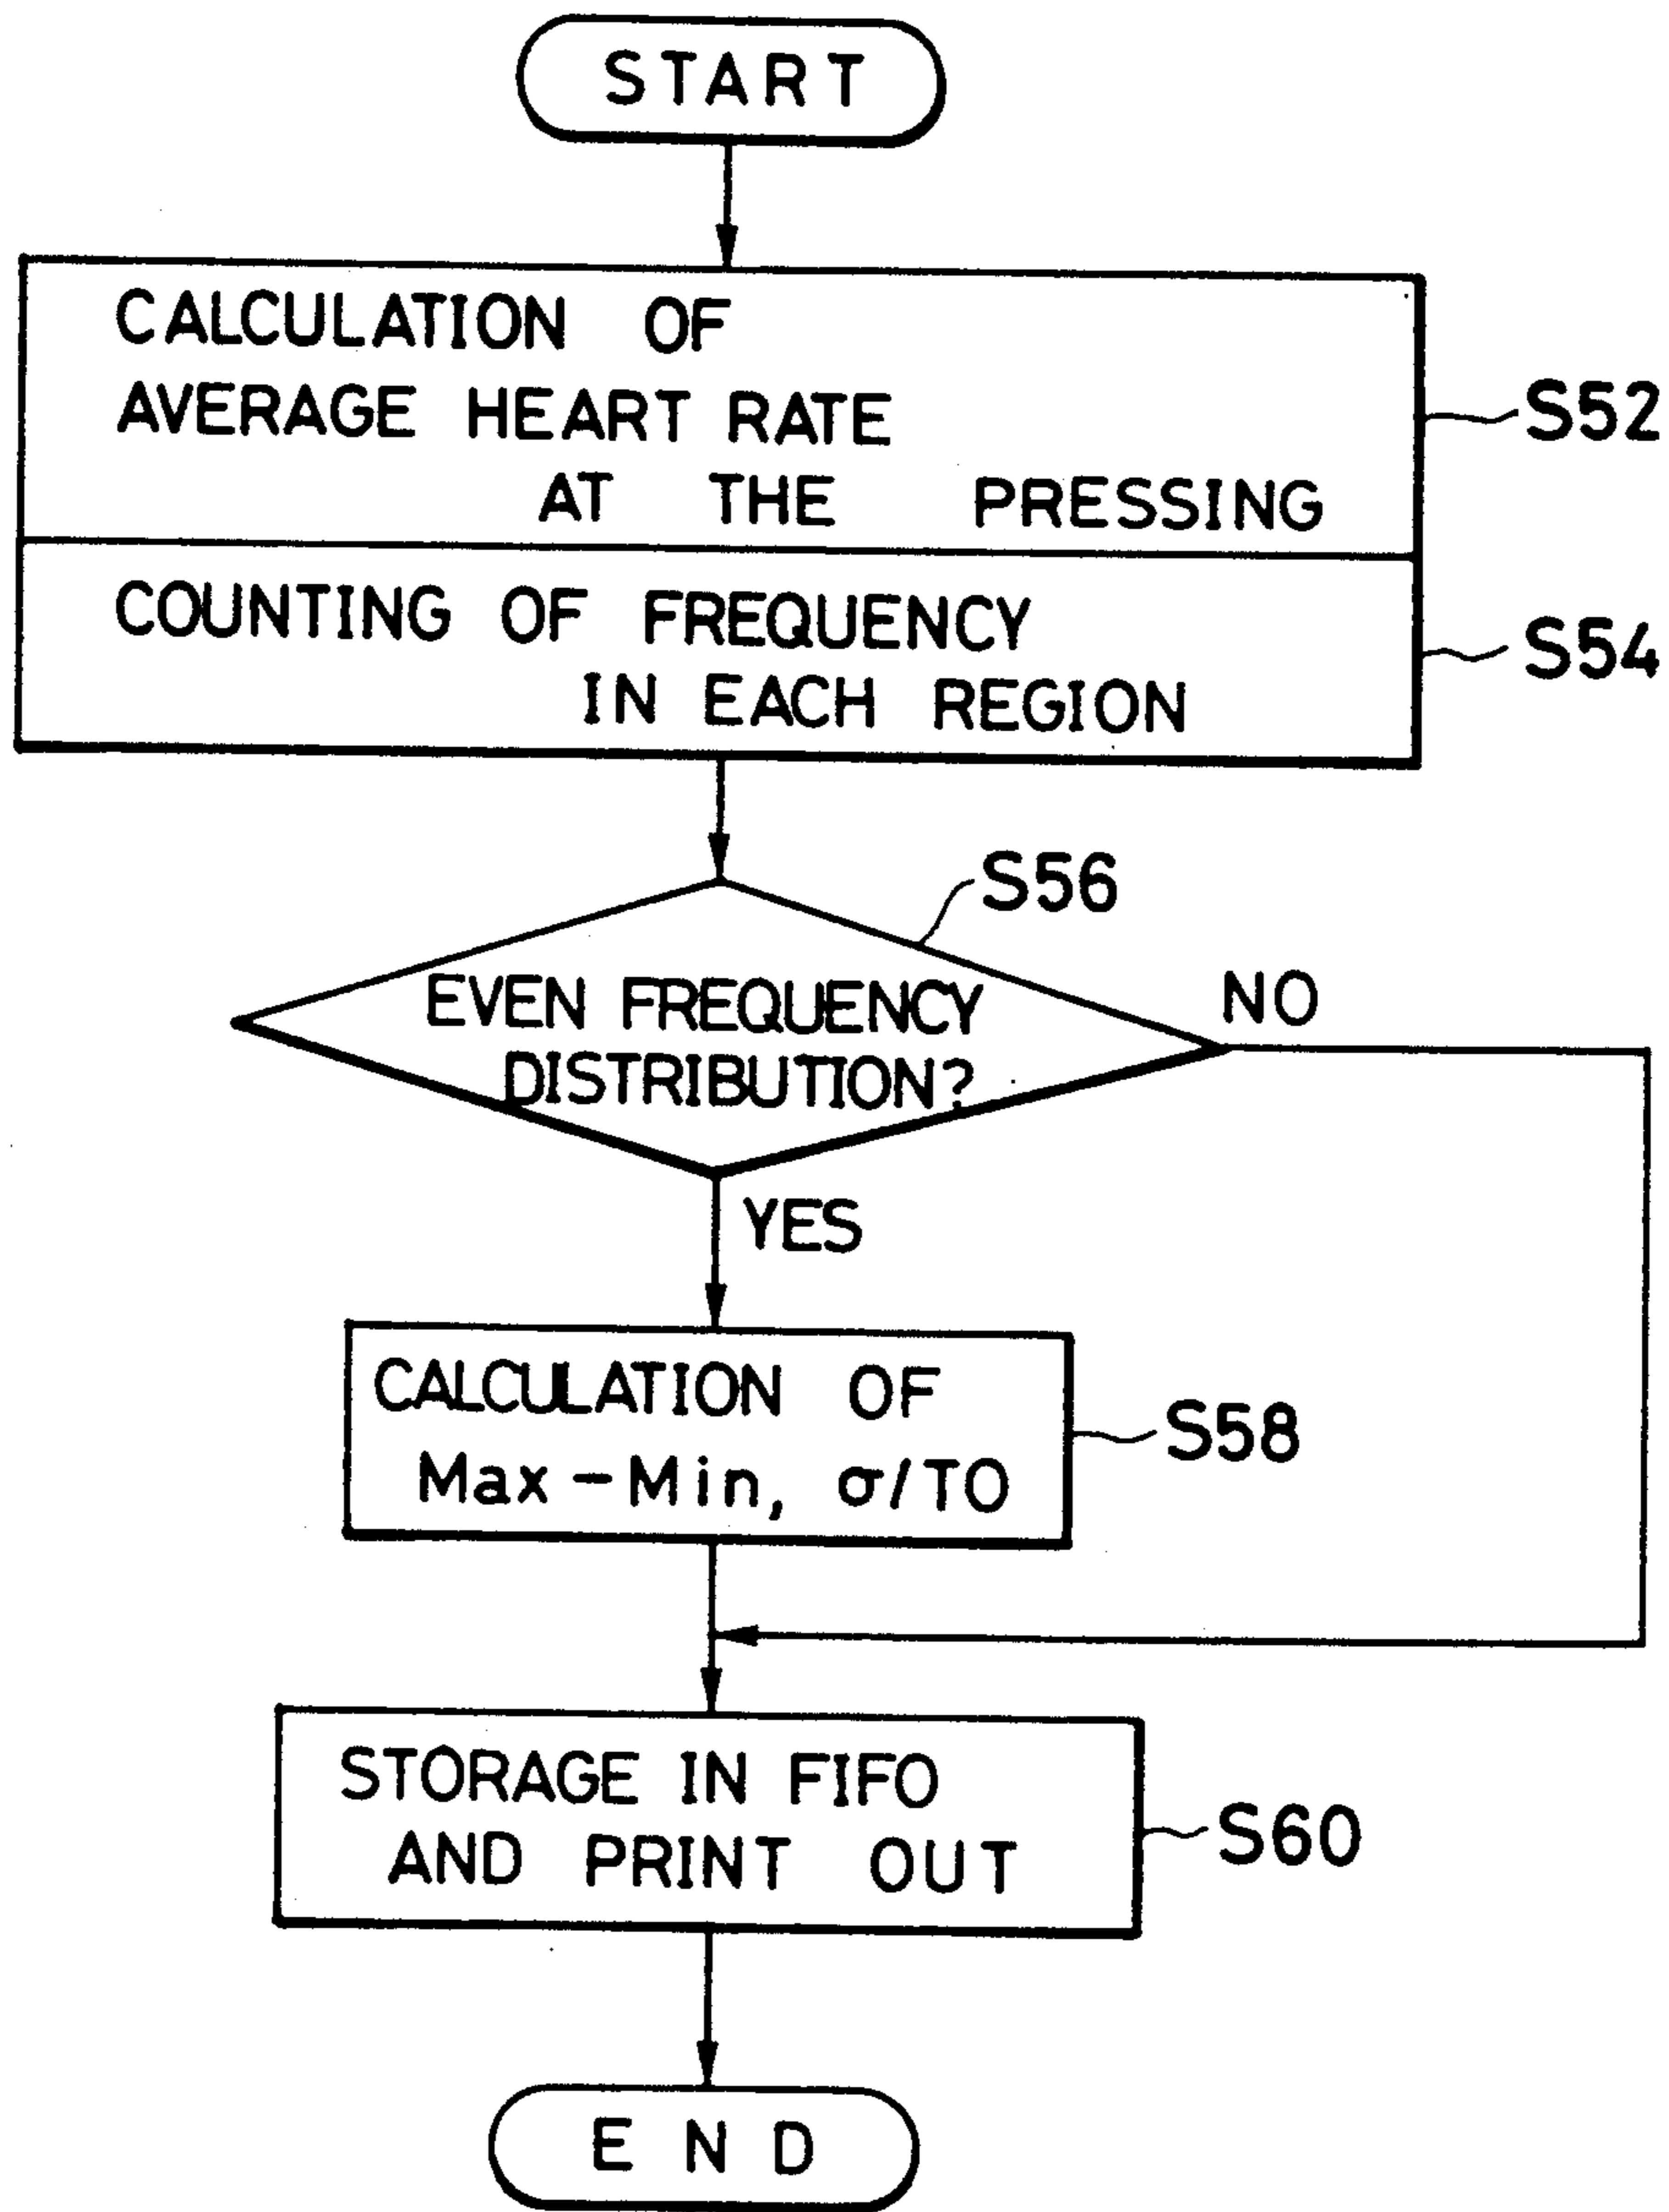 START
CALCULATION OF
AVERAGE HEART RATE
AT THE PRESSING
S52
COUNTING OF FREQUENCY
IN EACH REGION
S54
S56
EVEN FREQUENCY
DISTRIBUTION?
NO
YES
CALCULATION OF
Max-Min, σ/TO
S58
STORAGE IN FIFO
AND PRINT OUT
S60
END